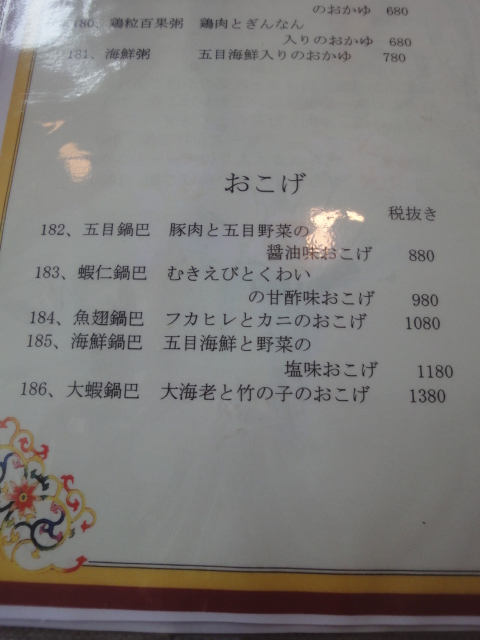 のおかゆ 680
180、鶏粒百果粥 鶏肉とぎんなん
入りのおかゆ 680
181、海鮮粥 五目海鮮入りのおかゆ 780
おこげ
税抜き
182、五目鍋巴 豚肉と五目野菜の
醤油味おこげ 880
183、蝦仁鍋巴 むきえびとくわい
の甘酢味おこげ 980
184、魚翅鍋巴 フカヒレとカニのおこげ 1080
185、海鮮鍋巴 五目海鮮と野菜の
塩味おこげ 1180
186、大蝦鍋巴 大海老と竹の子のおこげ 1380